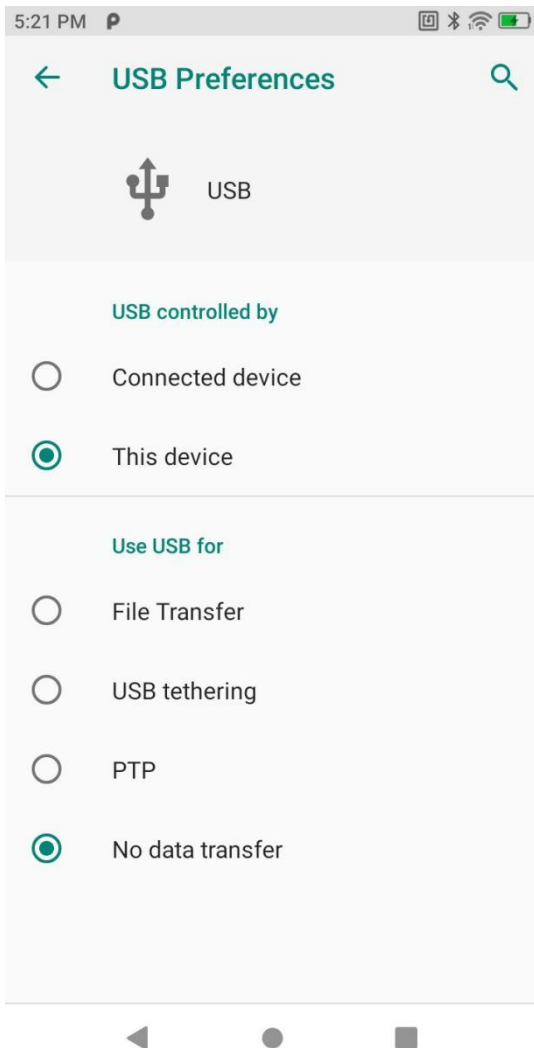 5:21 PM
USB Preferences
USB
USB controlled by
Connected device
This device
Use USB for
File Transfer
USB tethering
PTP
No data transfer